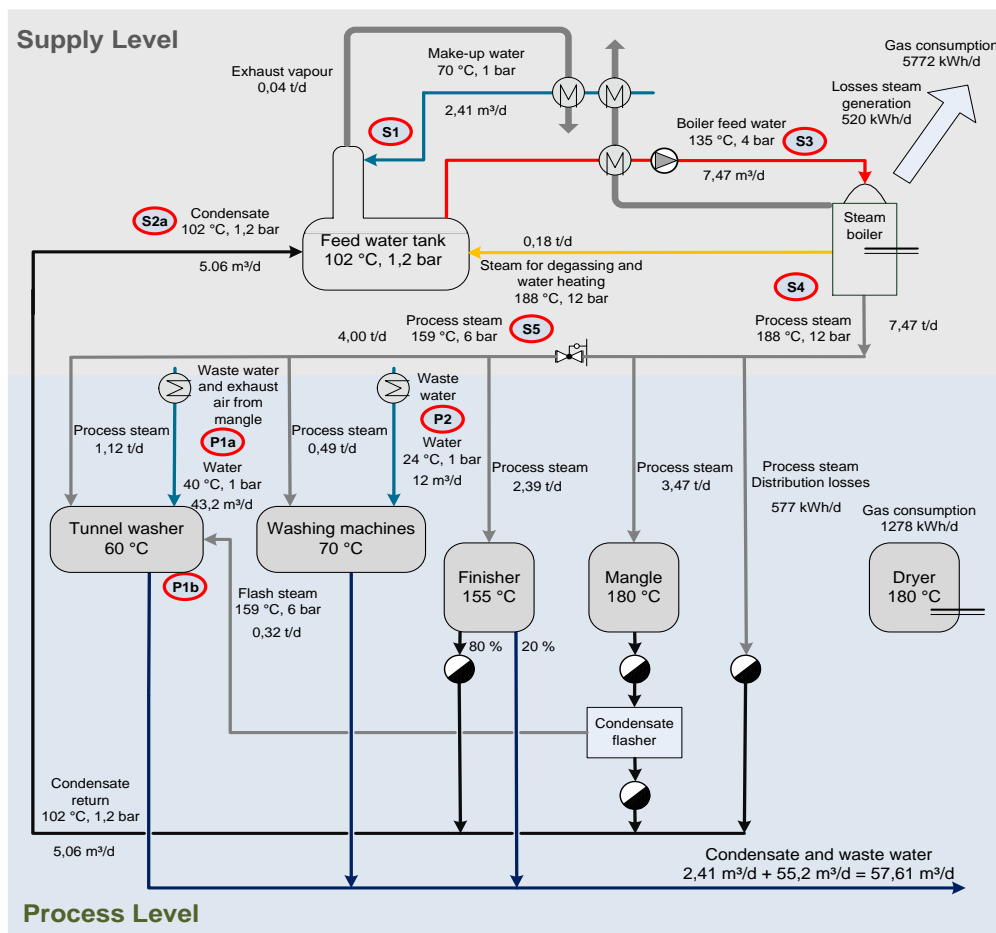 Supply Level
Exhaust vapour
0,04 t/d
Make-up water
70 °C, 1 bar
2,41 m³/d
M
M
Gas consumption
5772 kWh/d
Losses steam
generation
520 kWh/d
S1
Boiler feed water
135 °C, 4 bar
S3
M
7,47 m³/d
S2a
Condensate
102 °C, 1,2 bar
5.06 m³/d
Feed water tank
102 °C, 1,2 bar
Steam
boiler
0,18 t/d
Steam for degassing and
water heating
188 °C, 12 bar
S4
Process steam
159 °C, 6 bar
S5
4,00 t/d
Process steam
188 °C, 12 bar
7,47 t/d
Waste water
and exhaust
air from
mangle
M
P1a
Process steam
1,12 t/d
Water
40 °C, 1 bar
43,2 m³/d
Process steam
0,49 t/d
M
Waste
water
P2
Water
24 °C, 1 bar
12 m³/d
Process steam
2,39 t/d
Process steam
3,47 t/d
Process steam
Distribution losses
577 kWh/d
Gas consumption
1278 kWh/d
Tunnel washer
60 °C
Washing machines
70 °C
P1b
Finisher
155 °C
Mangle
180 °C
Dryer
180 °C
Flash steam
159 °C, 6 bar
0,32 t/d
80 %
20 %
Condensate
flasher
Condensate
return
102 °C, 1,2 bar
5,06 m³/d
Condensate and waste water
2,41 m³/d + 55,2 m³/d = 57,61 m³/d
Process Level